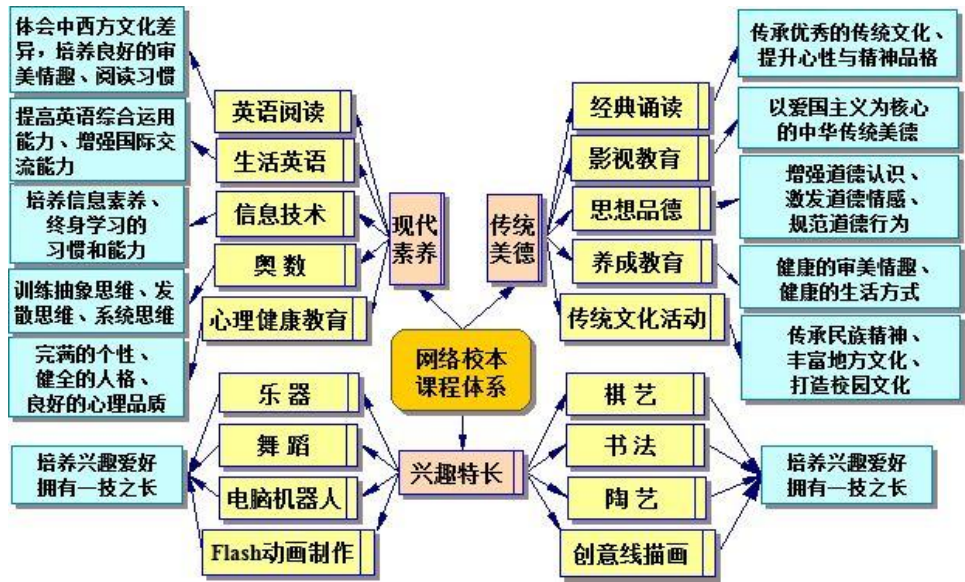 体会中西方文化差
异，培养良好的审
美情趣、阅读习惯
提高英语综合运用
能力、增强国际交
流能力
培养信息素养、
终身学习的
习惯和能力
训练抽象思维、发
散思维、系统思维
完满的个性、
健全的人格、
良好的心理品质
英语阅读
生活英语
信息技术
奥数
心理健康教育
现代
素养
传统
美德
经典诵读
影视教育
思想品德
养成教育
传统文化活动
传承优秀的传统文化、
提升心性与精神品格
以爱国主义为核心
的中华传统美德
增强道德认识、
激发道德情感、
规范道德行为
健康的审美情趣、
健康的生活方式
传承民族精神、
丰富地方文化、
打造校园文化
网络校本
课程体系
兴趣特长
乐器
舞蹈
电脑机器人
Flash动画制作
培养兴趣爱好
拥有一技之长
棋艺
书法
陶艺
创意线描画
培养兴趣爱好
拥有一技之长